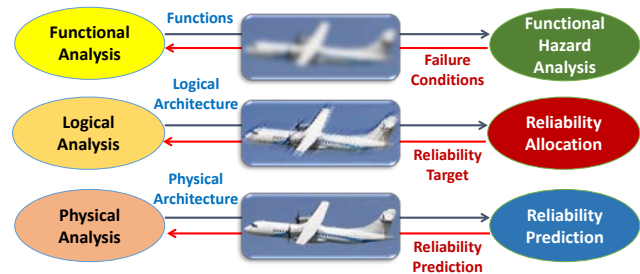 Functions
Functional
Analysis
Functional
Hazard
Analysis
Failure
Conditions
Logical
Architecture
Logical
Analysis
Reliability
Allocation
Reliability
Target
Physical
Architecture
Physical
Analysis
Reliability
Prediction
Reliability
Prediction